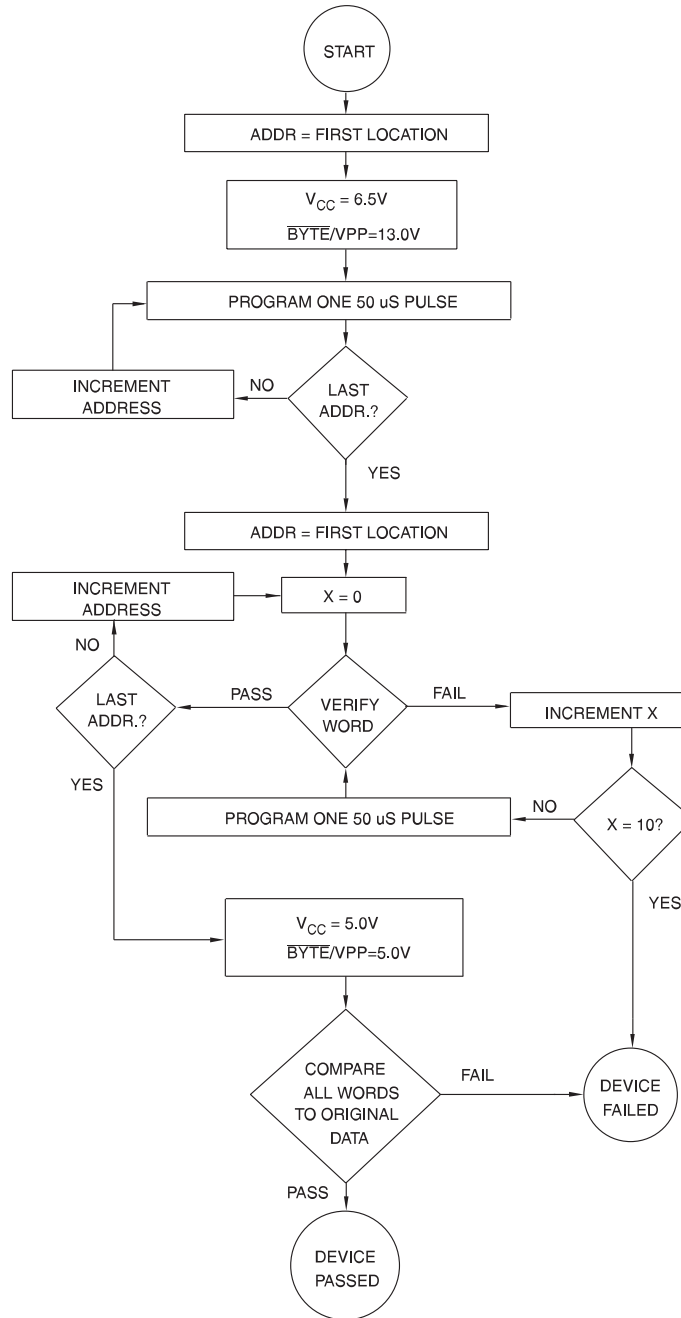 START
ADDR = FIRST LOCATION
VCC = 6.5V
BYTE/VPP=13.0V
PROGRAM ONE 50 uS PULSE
INCREMENT
ADDRESS
NO
LAST
ADDR.?
YES
ADDR = FIRST LOCATION
INCREMENT
ADDRESS
X = 0
NO
LAST
ADDR.?
PASS
VERIFY
WORD
FAIL
INCREMENT X
YES
PROGRAM ONE 50 uS PULSE
NO
X = 10?
YES
VCC = 5.0V
BYTE/VPP=5.0V
COMPARE
ALL WORDS
TO ORIGINAL
DATA
FAIL
DEVICE
FAILED
PASS
DEVICE
PASSED